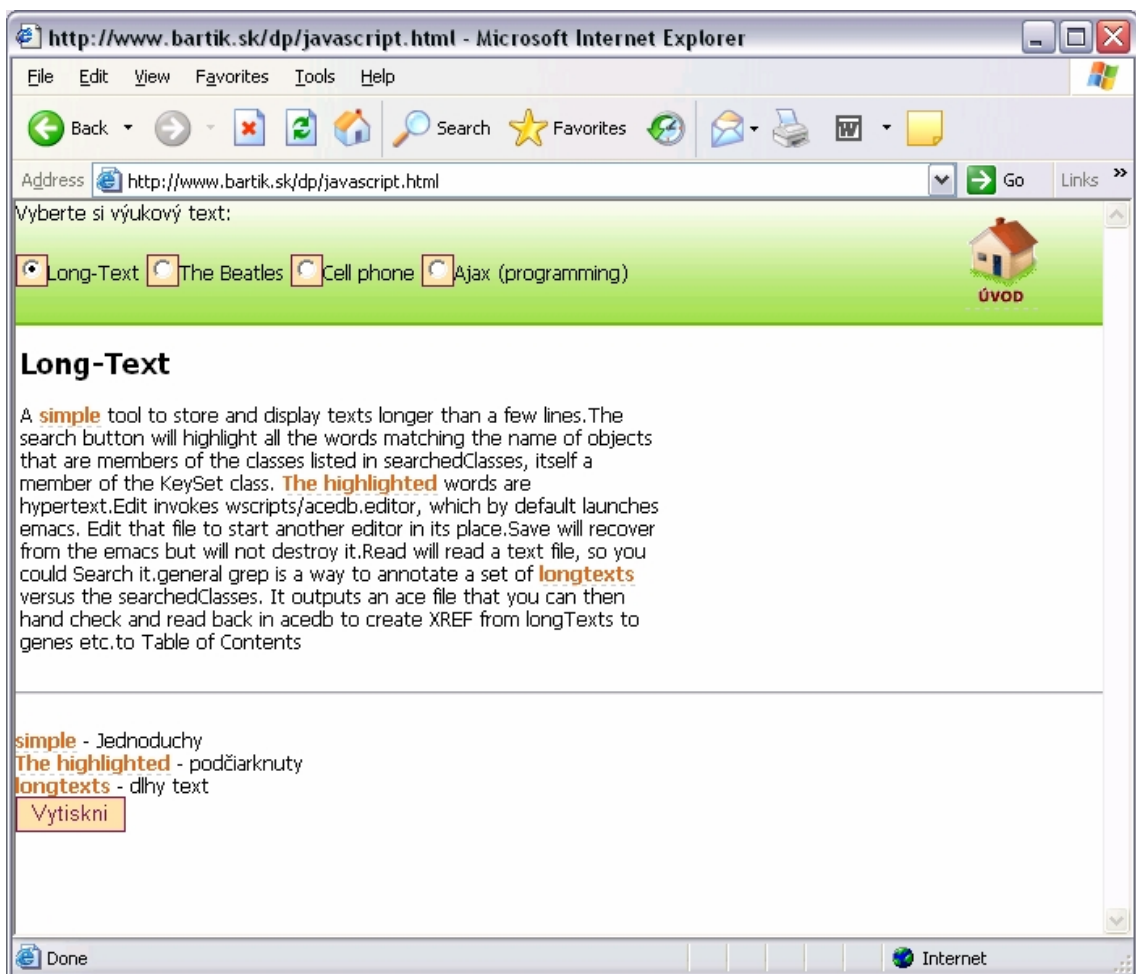 http://www.bartik.sk/dp/javascript.html - Microsoft Internet Explorer
File Edit View Favorites Tools Help
Back Search Favorites
Address http://www.bartik.sk/dp/javascript.html Go Links »
Vyberte si výukový text:
Long-Text The Beatles Cell phone Ajax (programming)
ÚVOD
Long-Text
A simple tool to store and display texts longer than a few lines.The
search button will highlight all the words matching the name of objects
that are members of the classes listed in searchedClasses, itself a
member of the KeySet class. The highlighted words are
hypertext.Edit invokes wscripts/acedb.editor, which by default launches
emacs. Edit that file to start another editor in its place.Save will recover
from the emacs but will not destroy it.Read will read a text file, so you
could Search it.general grep is a way to annotate a set of longtexts
versus the searchedClasses. It outputs an ace file that you can then
hand check and read back in acedb to create XREF from longTexts to
genes etc.to Table of Contents
simple - Jednoduchy
The highlighted - podčiarknuty
longtexts - dlhy text
Vytiskni
Done Internet